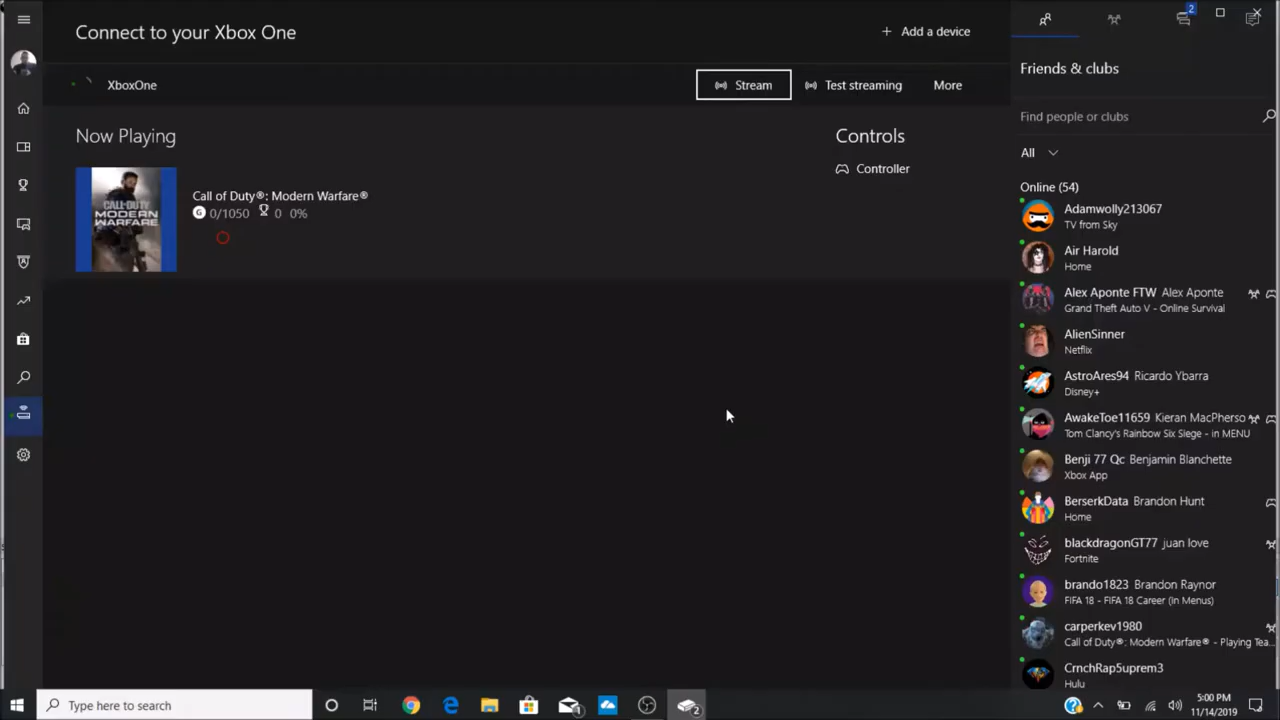 Connect to your Xbox One
Add a device
XboxOne
Stream
Test streaming
More
Now Playing
Controls
Controller
CALL OF DUTY
MODERN
WARFARE
Call of Duty®: Modern Warfare®
G 0/1050 0 0%
2
Friends & clubs
Find people or clubs
All
Online (54)
Adamwolly213067
TV from Sky
Air Harold
Home
Alex Aponte FTW Alex Aponte
Grand Theft Auto V - Online Survival
AlienSinner
Netflix
AstroAres94 Ricardo Ybarra
Disney+
AwakeToe11659 Kieran MacPherso
Tom Clancy's Rainbow Six Siege - in MENU
Benji 77 Qc Benjamin Blanchette
Xbox App
BerserkData Brandon Hunt
Home
blackdragonGT77 juan love
Fortnite
brando1823 Brandon Raynor
FIFA 18 - FIFA 18 Career (in Menus)
carperkev1980
Call of Duty®: Modern Warfare® - Playing Tea...
CrnchRap5uprem3
Hulu
Type here to search
1
2
5:00 PM
11/14/2019